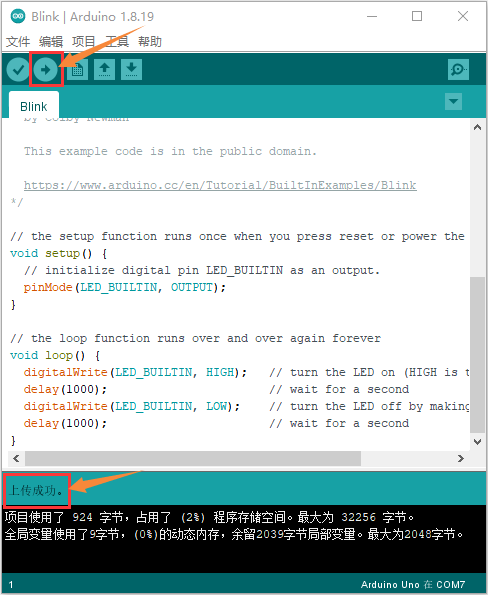 Blink | Arduino 1.8.19
文件 编辑 项目 工具 帮助
Blink
by Colby Newman
This example code is in the public domain.
https://www.arduino.cc/en/Tutorial/BuiltInExamples/Blink
*/
// the setup function runs once when you press reset or power the
void setup() {
// initialize digital pin LED_BUILTIN as an output.
pinMode(LED_BUILTIN, OUTPUT);
}
// the loop function runs over and over again forever
void loop() {
digitalWrite(LED_BUILTIN, HIGH);   // turn the LED on (HIGH is t
delay(1000);                       // wait for a second
digitalWrite(LED_BUILTIN, LOW);    // turn the LED off by making
delay(1000);                       // wait for a second
}
上传成功。
项目使用了 924 字节，占用了 (2%) 程序存储空间。最大为 32256 字节。
全局变量使用了9字节，(0%)的动态内存，余留2039字节局部变量。最大为2048字节。
1 Arduino Uno 在 COM7